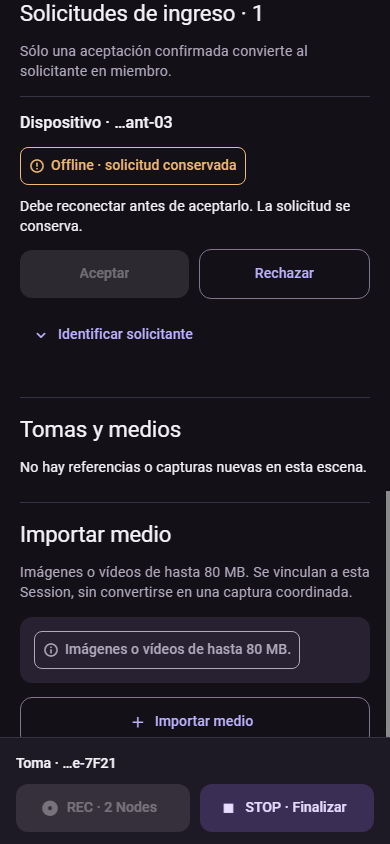 Solicitudes de ingreso · 1
Sólo una aceptación confirmada convierte al
solicitante en miembro.
Dispositivo · …ant-03
Offline · solicitud conservada
Debe reconectar antes de aceptarlo. La solicitud se
conserva.
Aceptar
Rechazar
Identificar solicitante
Tomas y medios
No hay referencias o capturas nuevas en esta escena.
Importar medio
Imágenes o vídeos de hasta 80 MB. Se vinculan a esta
Session, sin convertirse en una captura coordinada.
Imágenes o vídeos de hasta 80 MB.
Importar medio
Toma · …e-7F21
REC · 2 Nodes
STOP · Finalizar